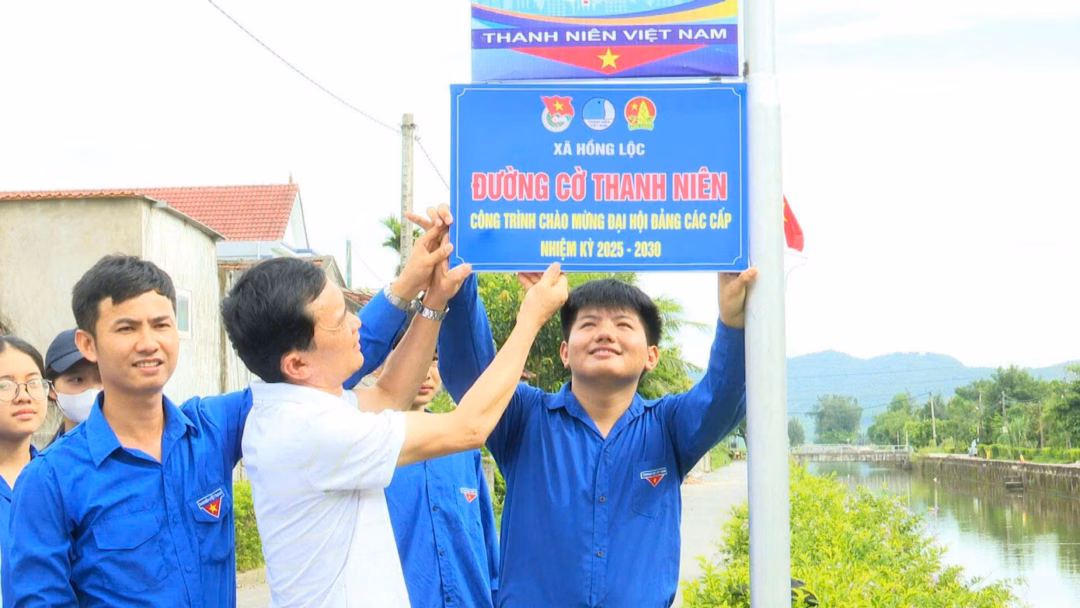 THANH NIÊN VIỆT NAM
XÃ HỒNG LỘC
ĐƯỜNG CỜ THANH NIÊN
CÔNG TRÌNH CHÀO MỪNG ĐẠI HỘI ĐẢNG CÁC CẤP
NHIỆM KỲ 2025 - 2030